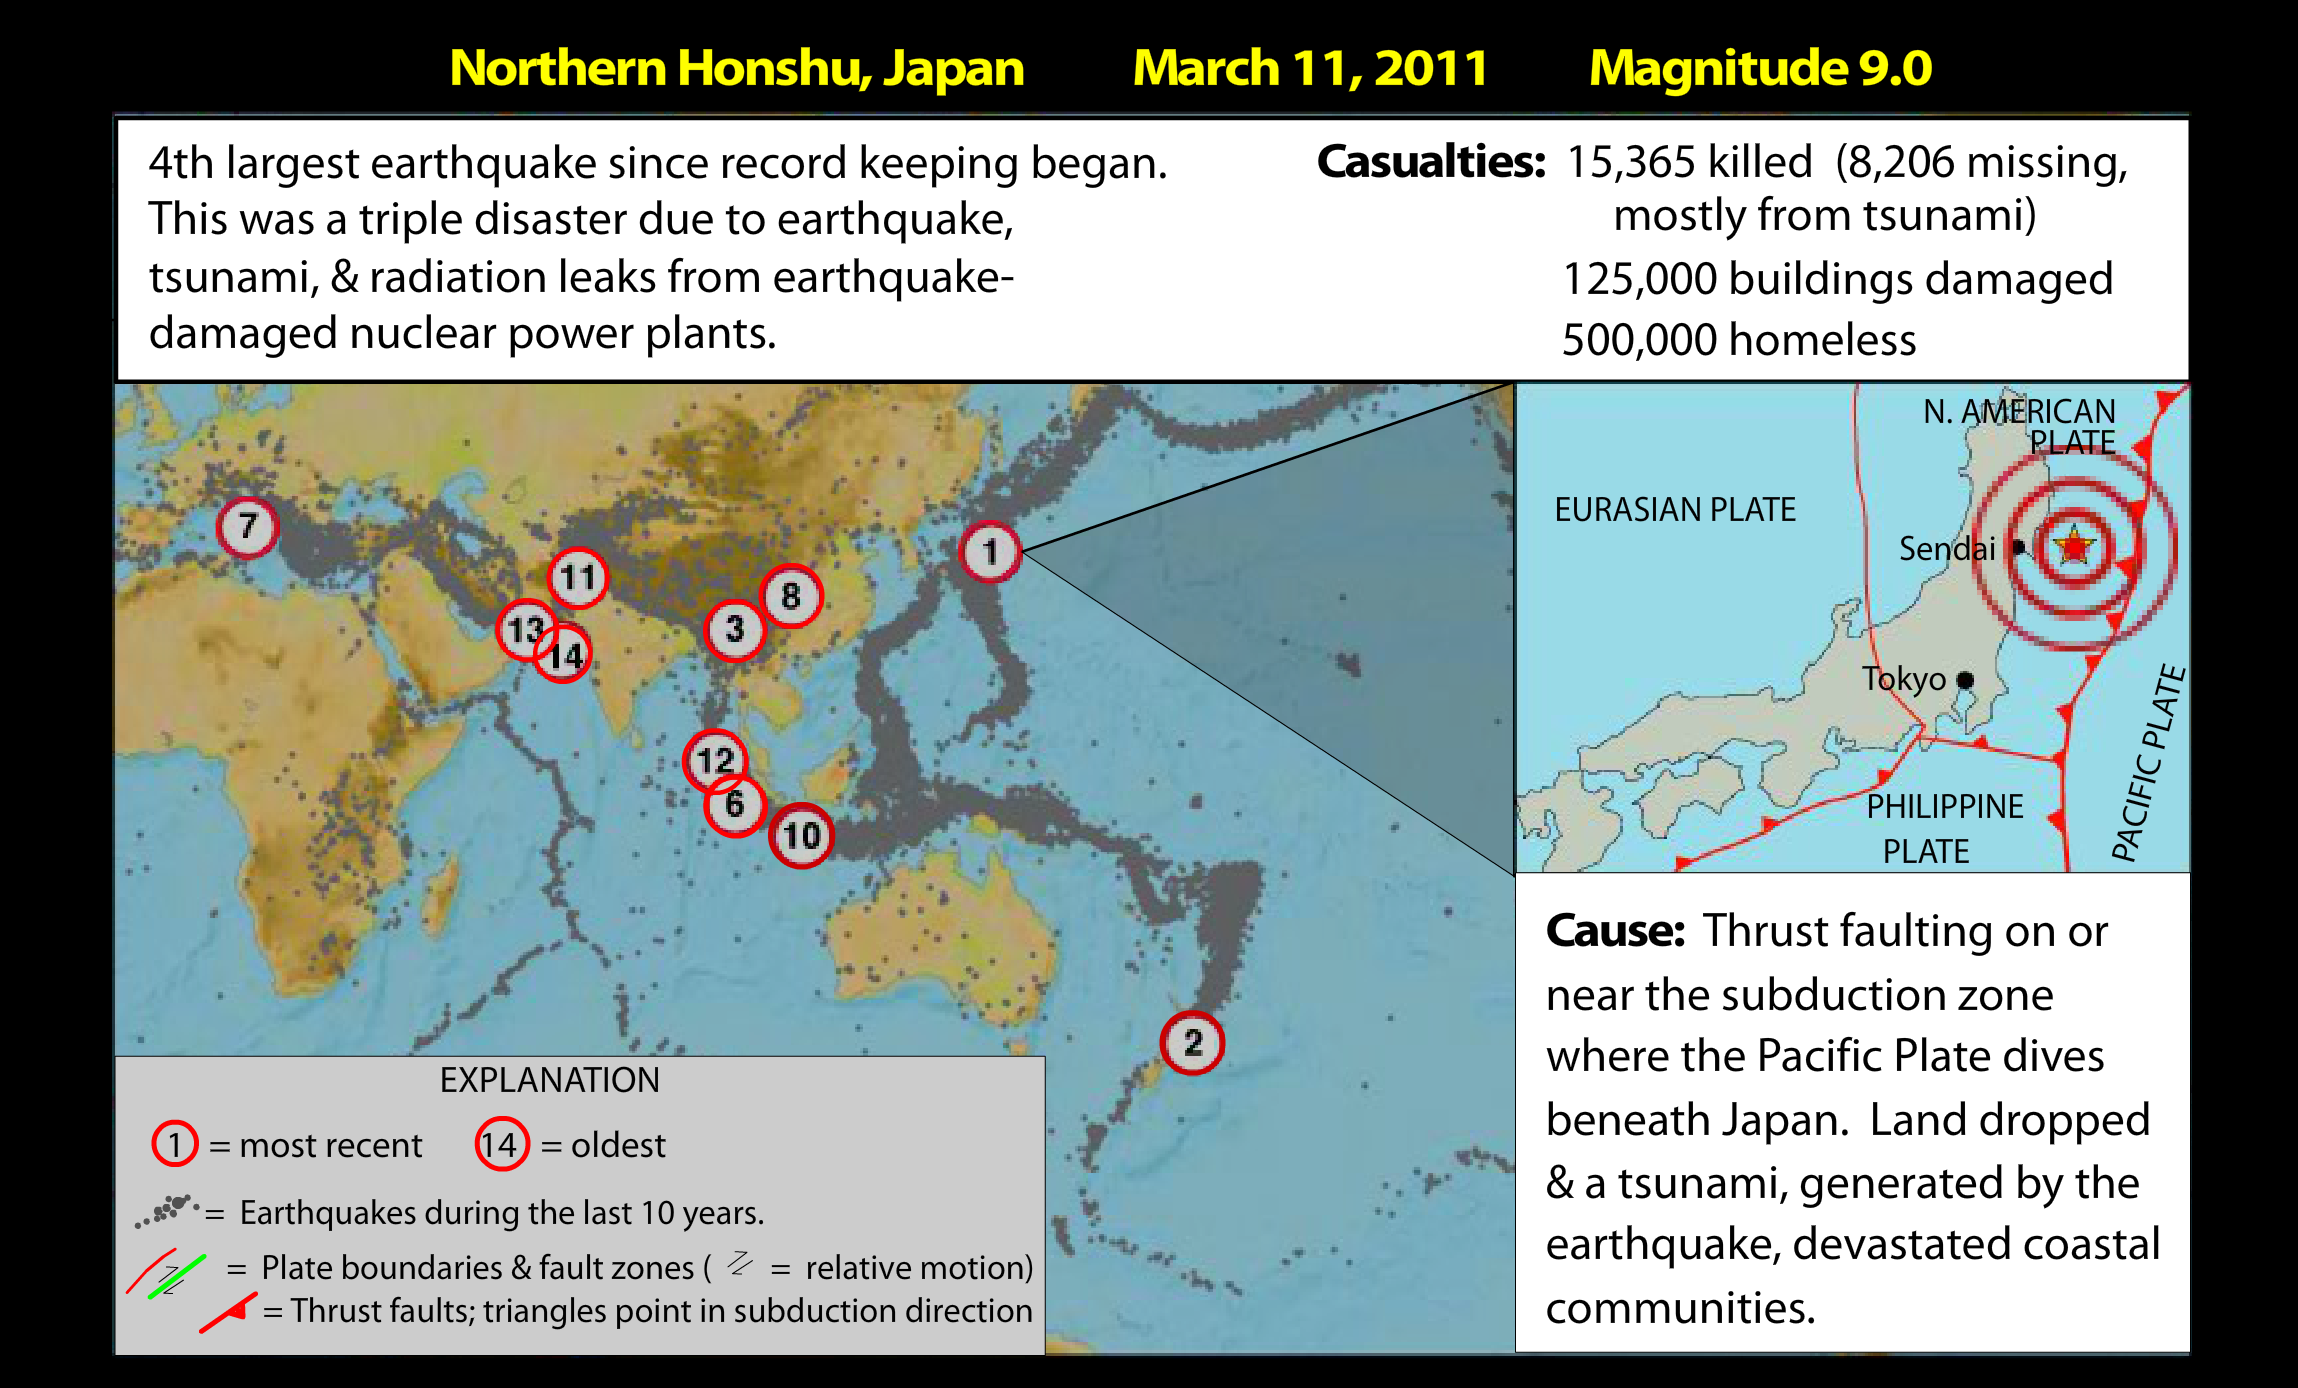 Northern Honshu, Japan March 11, 2011 Magnitude 9.0
4th largest earthquake since record keeping began.
This was a triple disaster due to earthquake,
tsunami, & radiation leaks from earthquake-
damaged nuclear power plants.
Casualties: 15,365 killed (8,206 missing,
mostly from tsunami)
125,000 buildings damaged
500,000 homeless
7
11
13
14
3
8
1
12
6
10
2
N. AMERICAN
PLATE
EURASIAN PLATE
Sendai
Tokyo
PHILIPPINE
PLATE
PACIFIC PLATE
EXPLANATION
1 = most recent 14 = oldest
= Earthquakes during the last 10 years.
= Plate boundaries & fault zones ( = relative motion)
= Thrust faults; triangles point in subduction direction
Cause: Thrust faulting on or
near the subduction zone
where the Pacific Plate dives
beneath Japan. Land dropped
& a tsunami, generated by the
earthquake, devastated coastal
communities.